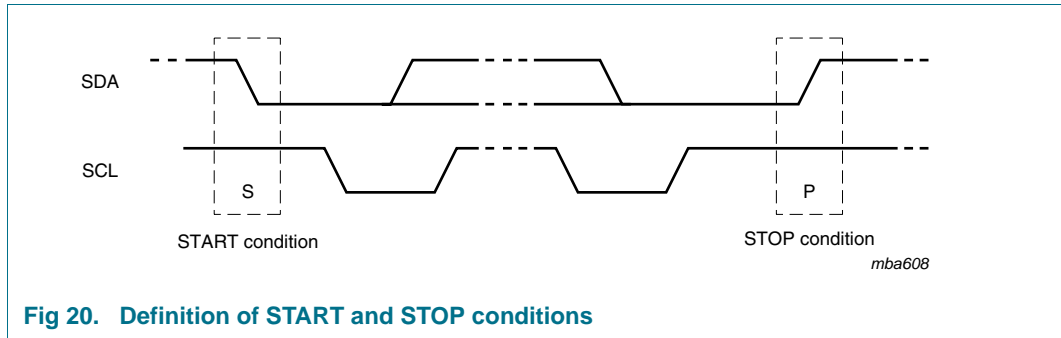 SDA
SCL
S
P
START condition
STOP condition
mba608
Fig 20. Definition of START and STOP conditions